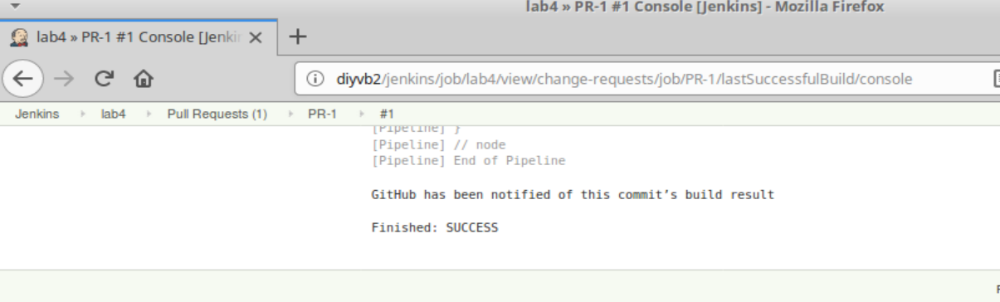 lab4 » PR-1 #1 Console [Jenkins] - Mozilla Firefox
lab4 » PR-1 #1 Console [Jenki
diyvb2/jenkins/job/lab4/view/change-requests/job/PR-1/lastSuccessfulBuild/console
Jenkins lab4 Pull Requests (1) PR-1 #1
[Pipeline] }
[Pipeline] // node
[Pipeline] End of Pipeline
GitHub has been notified of this commit’s build result
Finished: SUCCESS